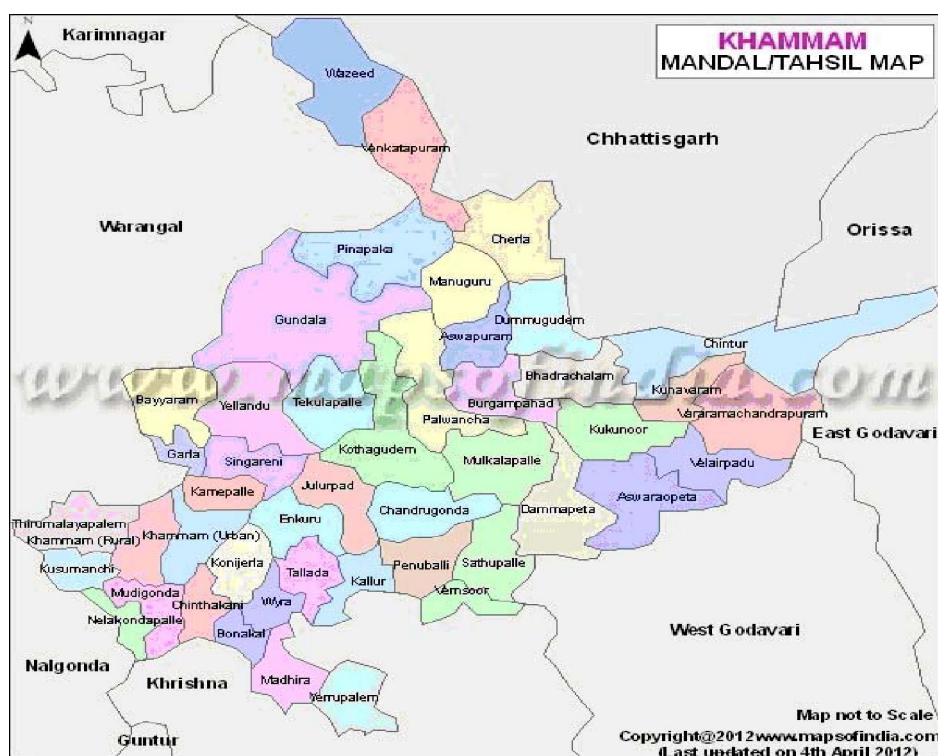 N
Karimnagar
KHAMMAM
MANDAL/TAHSIL MAP
Wazeed
Chhattisgarh
Venkatapuram
Warangal
Orissa
Cherla
Pinapaka
Manuguru
Gundala
Dummugudem
Aswapuram
Chintur
www.mapsofindia.com
Bhadrachalam
Kunavaram
Bayyaram
Yellandu
Tekulapalle
Burgampahad
Vararamachandrapuram
Palwancha
Kukunoor
East Godavari
Garla
Singareni
Kothagudem
Mulkalapalle
Velairpadu
Kamepalle
Julurpad
Aswaraopeta
Chandrugonda
Dammapeta
Thirumalayapalem
Enkuru
Khammam (Rural)
Khammam (Urban)
Kusumanchi
Konijerla
Tallada
Kallur
Penuballi
Sathupalle
Mudigonda
Vemsoor
Chinthakani
Wyra
Nelakondapalle
Bonakal
West Godavari
Nalgonda
Khrishna
Madhira
Yerrupalem
Map not to Scale
Guntur
Copyright@2012www.mapsofindia.com
(Last updated on 4th April 2012)